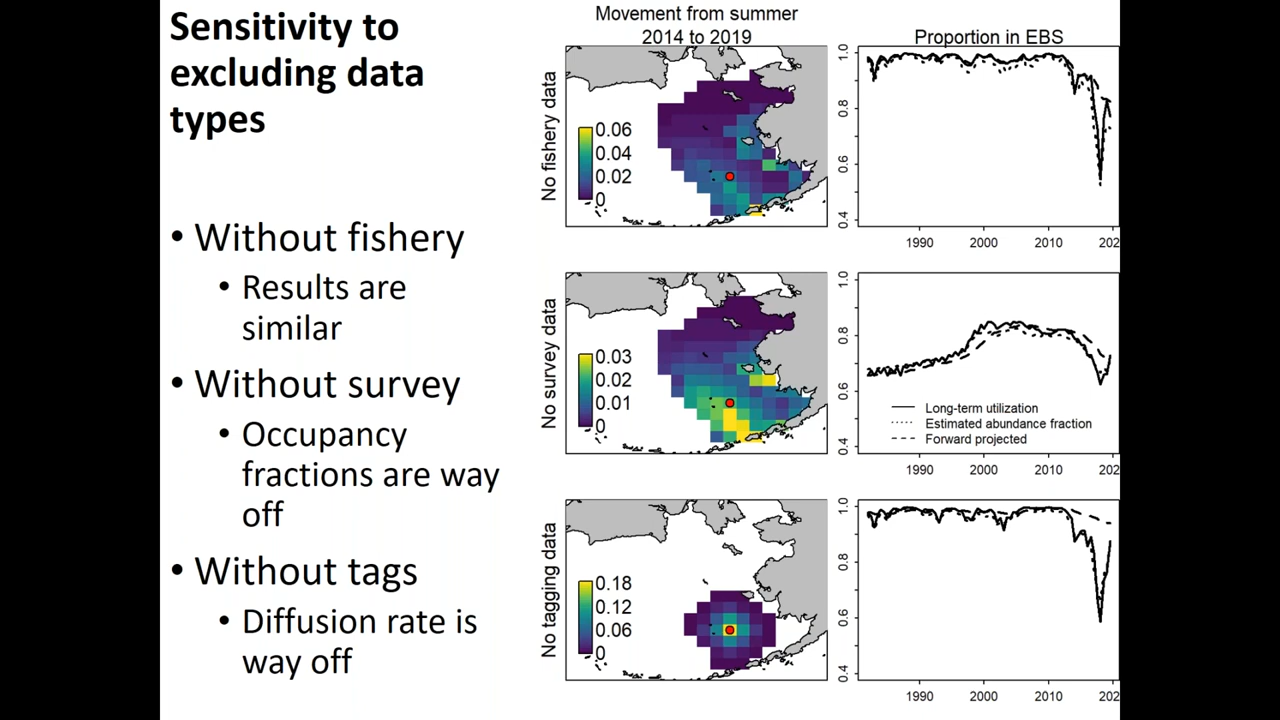 Sensitivity to
excluding data
types
• Without fishery
• Results are
similar
• Without survey
• Occupancy
fractions are way
off
• Without tags
• Diffusion rate is
way off
Movement from summer
2014 to 2019
Proportion in EBS
No fishery data
0.06
0.04
0.02
0
1.0
0.8
0.6
0.4
1990
2000
2010
202
No survey data
0.03
0.02
0.01
0
1.0
0.8
0.6
0.4
Long-term utilization
Estimated abundance fraction
Forward projected
1990
2000
2010
202
No tagging data
0.18
0.12
0.06
0
1.0
0.8
0.6
0.4
1990
2000
2010
202